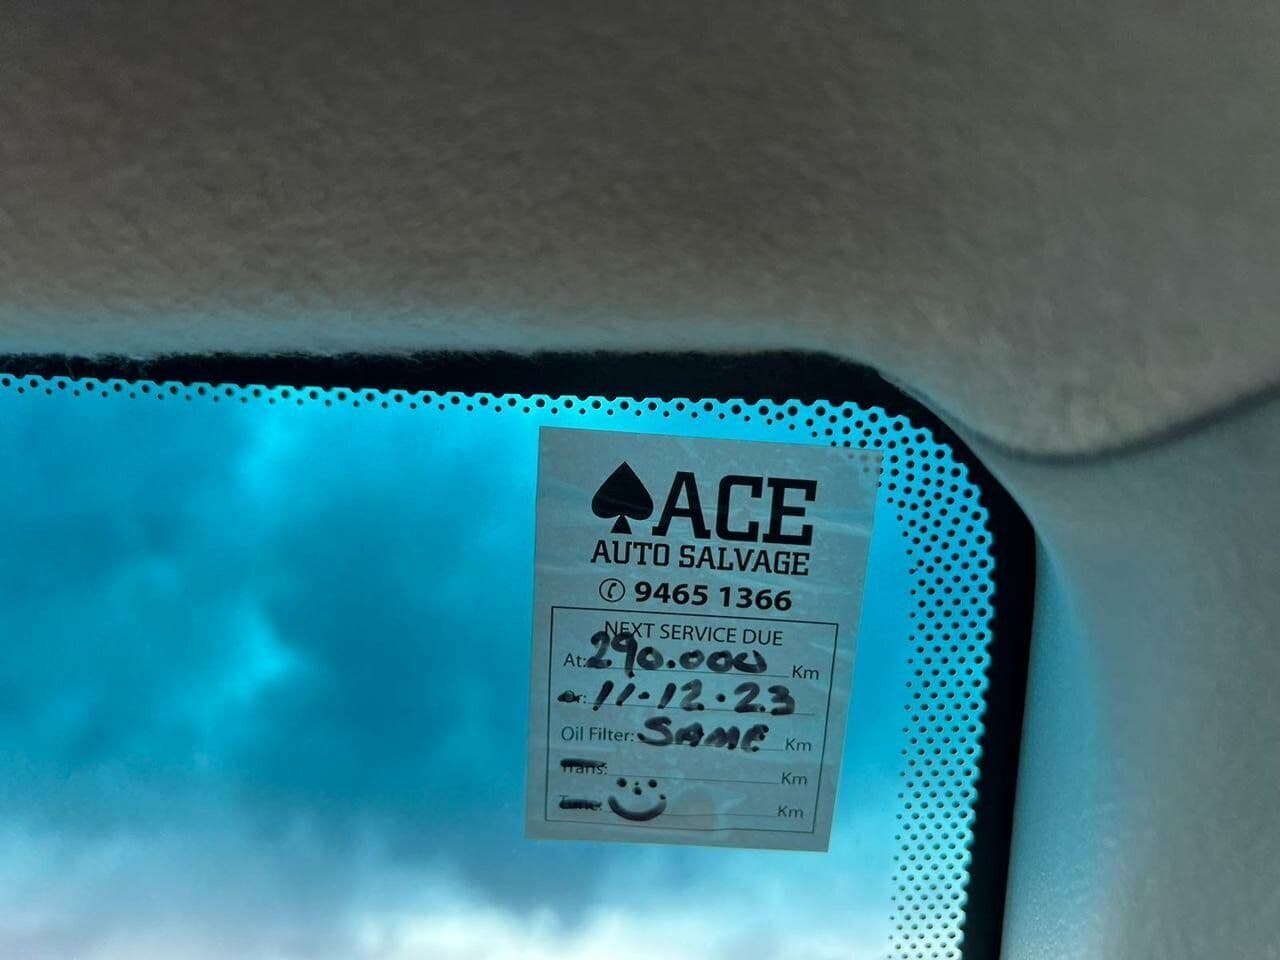 ACE
AUTO SALVAGE
9465 1366
NEXT SERVICE DUE
At: 290.000 Km
Or: 11.12.23
Oil Filter: SAME Km
Trans: Km
Tune: Km